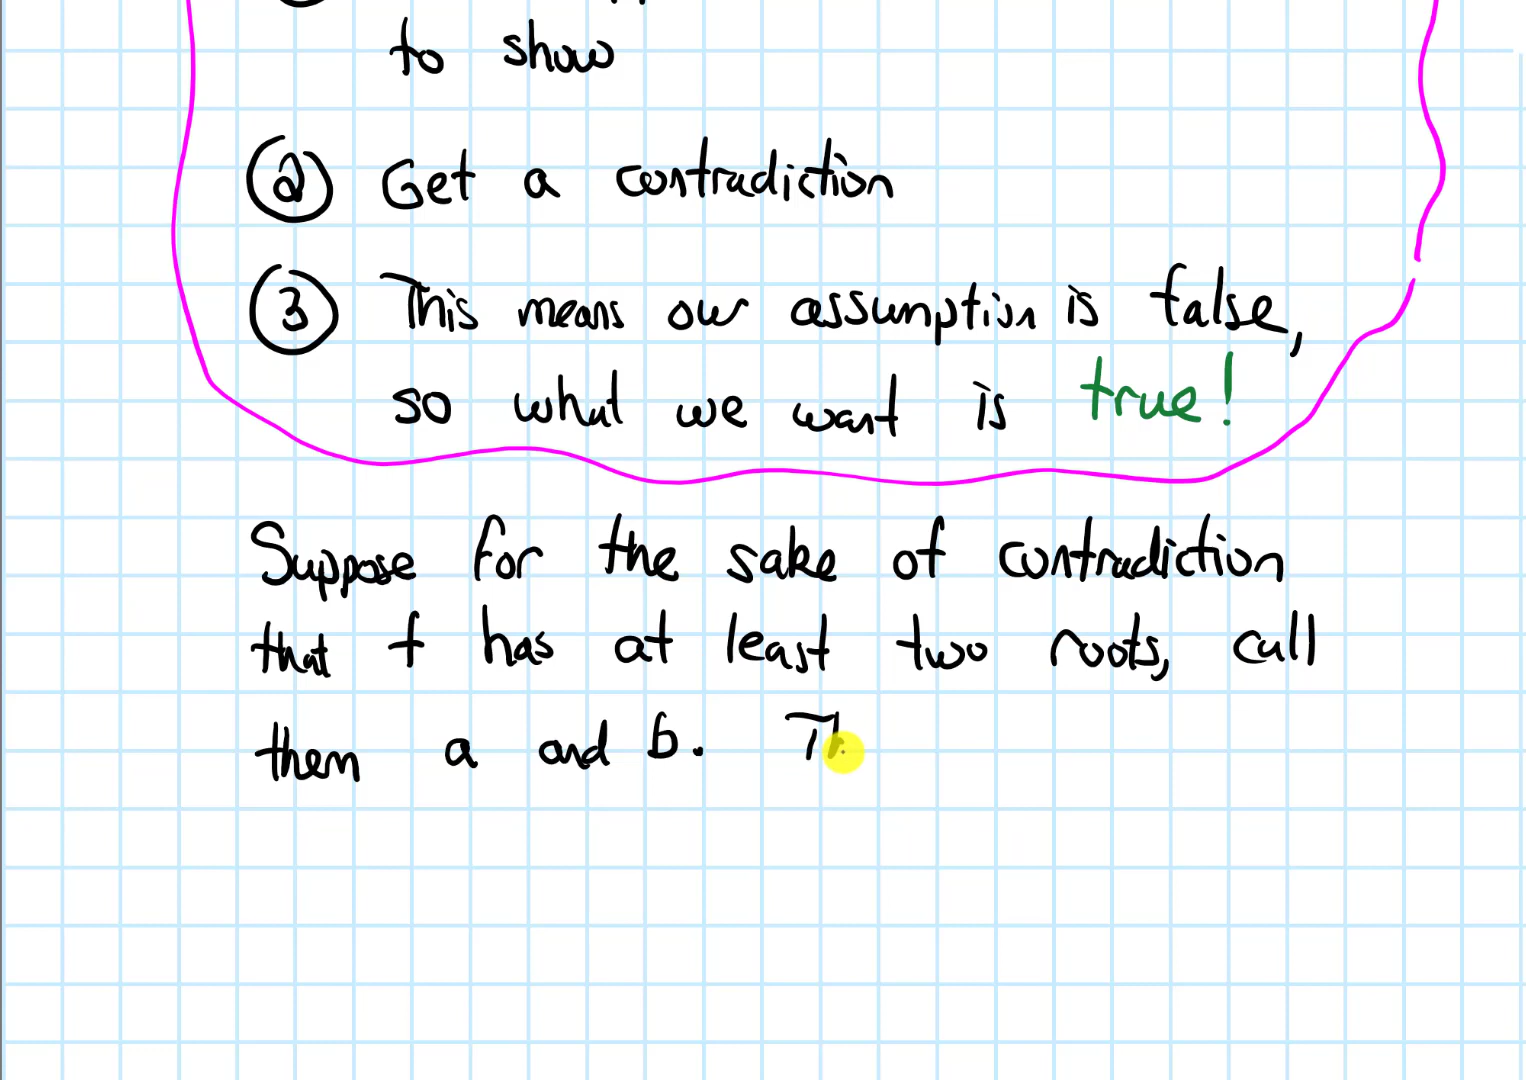 to show
② Get a contradiction
③ This means our assumption is false,
so what we want is true!
Suppose for the sake of contradiction
that f has at least two roots, call
them a and b. Th